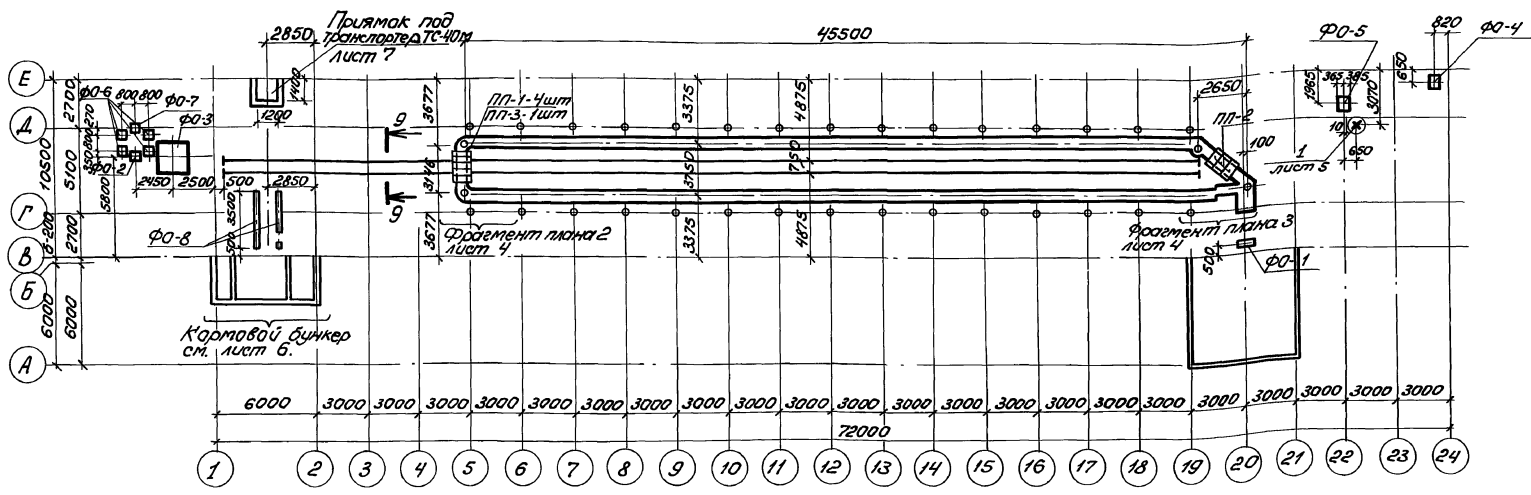 Приямок под
транспортер ТС-40м
лист 7
2850
45500
ФО-5
820
ФО-4
Е
Д
Г
В
Б
А
2700
5100
10500
2700
6000
6000
5800
ФО-6
800 800
ФО-7
ФО-3
270
800
350
ФО-2
2450
2500
1400
1200
500
2850
3500
500
ФО-8
9
9
3677
3746
3677
ПП-1-4шт
ПП-3-1шт
3375
3750
3375
4875
750
4875
2650
ПП-2
100
1965
365 385
3070
650
10
650
1
лист 5
Фрагмент плана 2
лист 4
Фрагмент плана 3
лист 4
500
ФО-1
Кормовой бункер
см. лист 6.
6000 3000 3000 3000 3000 3000 3000 3000 3000 3000 3000 3000 3000 3000 3000 3000 3000 3000 3000 3000 3000 3000 3000
72000
1 2 3 4 5 6 7 8 9 10 11 12 13 14 15 16 17 18 19 20 21 22 23 24